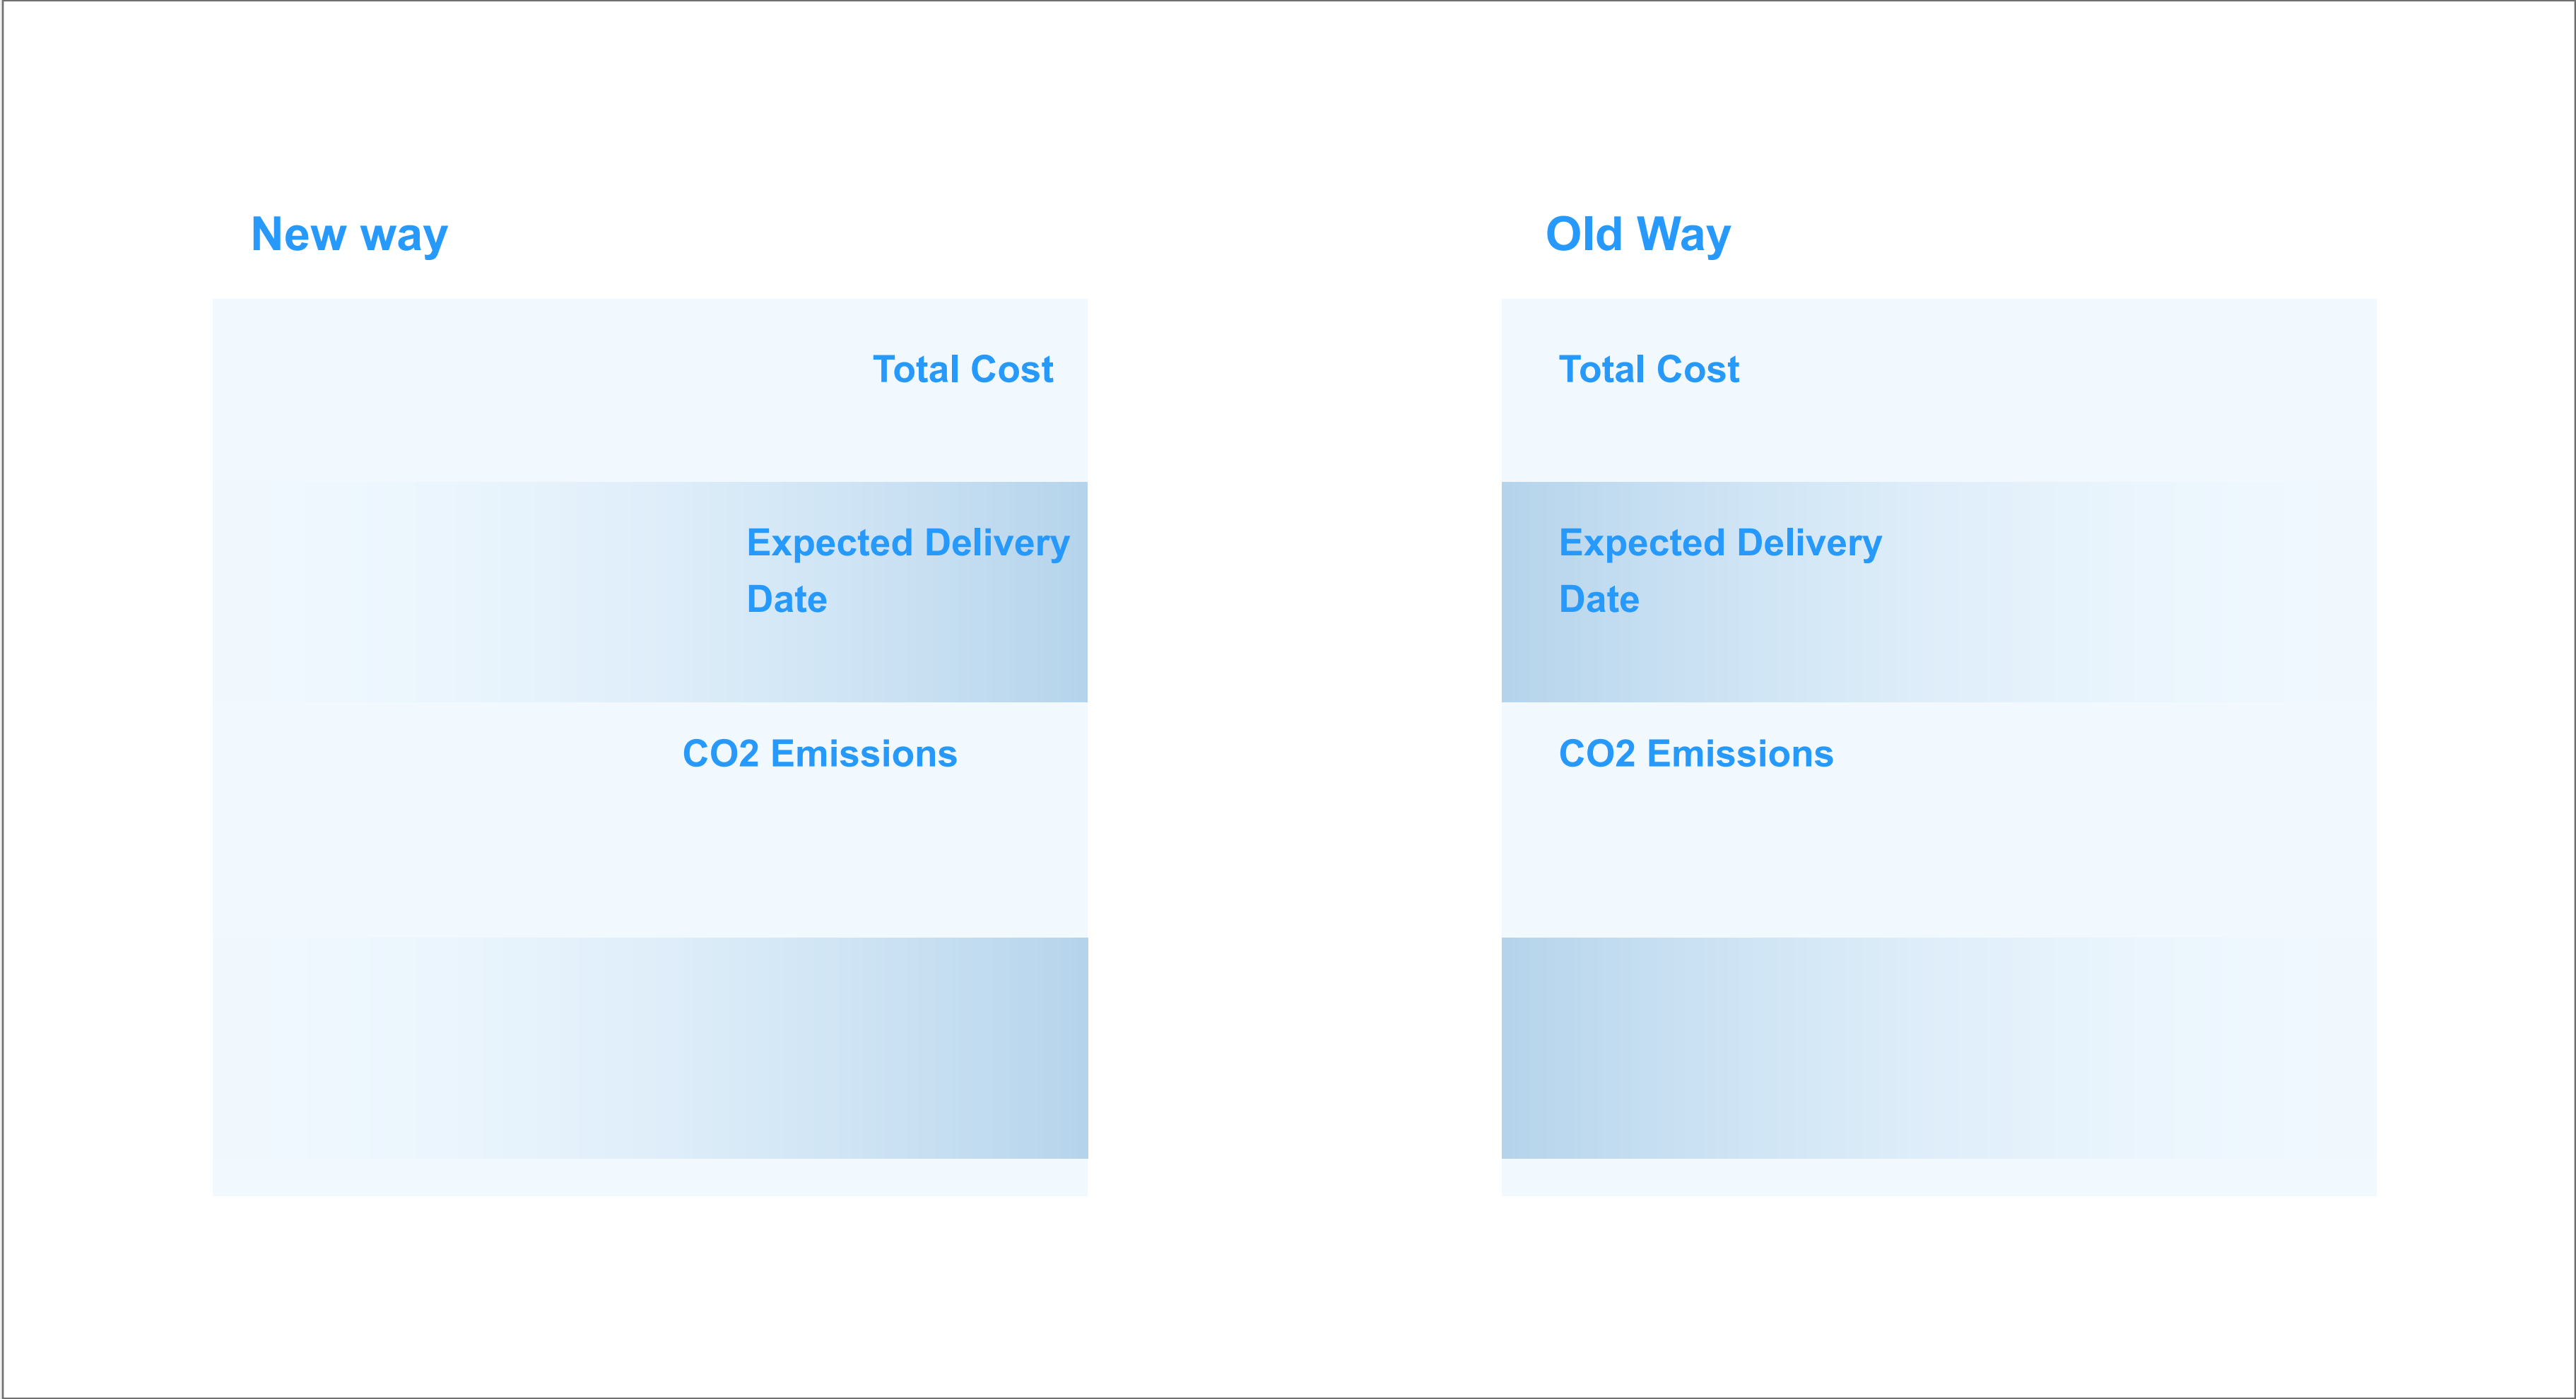 New way
Total Cost
Expected Delivery
Date
CO2 Emissions
Old Way
Total Cost
Expected Delivery
Date
CO2 Emissions